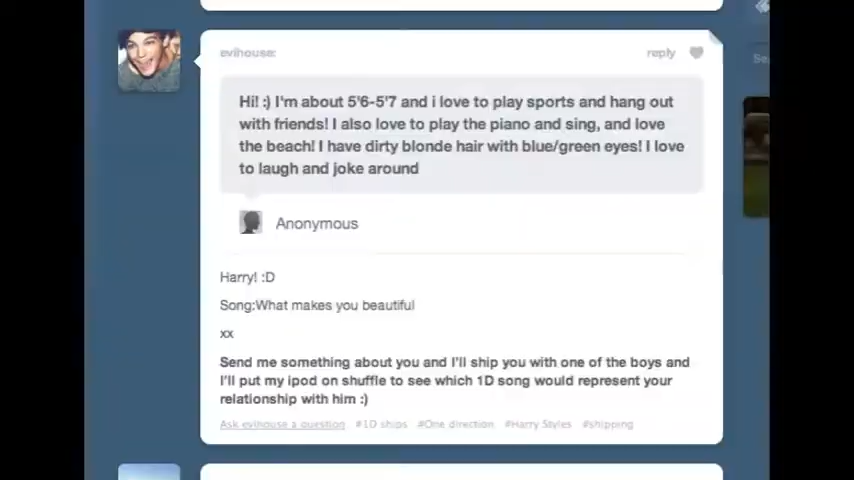 evlhouse:
reply
Hi! :) I'm about 5'6-5'7 and i love to play sports and hang out
with friends! I also love to play the piano and sing, and love
the beach! I have dirty blonde hair with blue/green eyes! I love
to laugh and joke around
Anonymous
Harry! :D
Song:What makes you beautiful
xx
Send me something about you and I'll ship you with one of the boys and
I'll put my ipod on shuffle to see which 1D song would represent your
relationship with him :)
Ask evlhouse a question #1D ships #One direction #Harry Styles #shipping